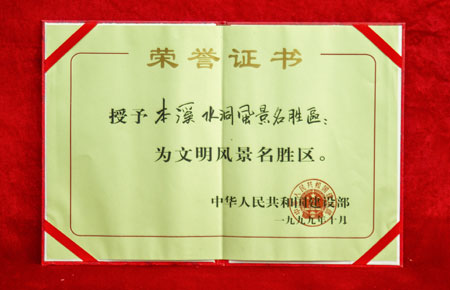 荣誉证书
授予本溪水洞風景名胜區：
为文明风景名胜区。
中华人民共和国建设部
一九九九年十月